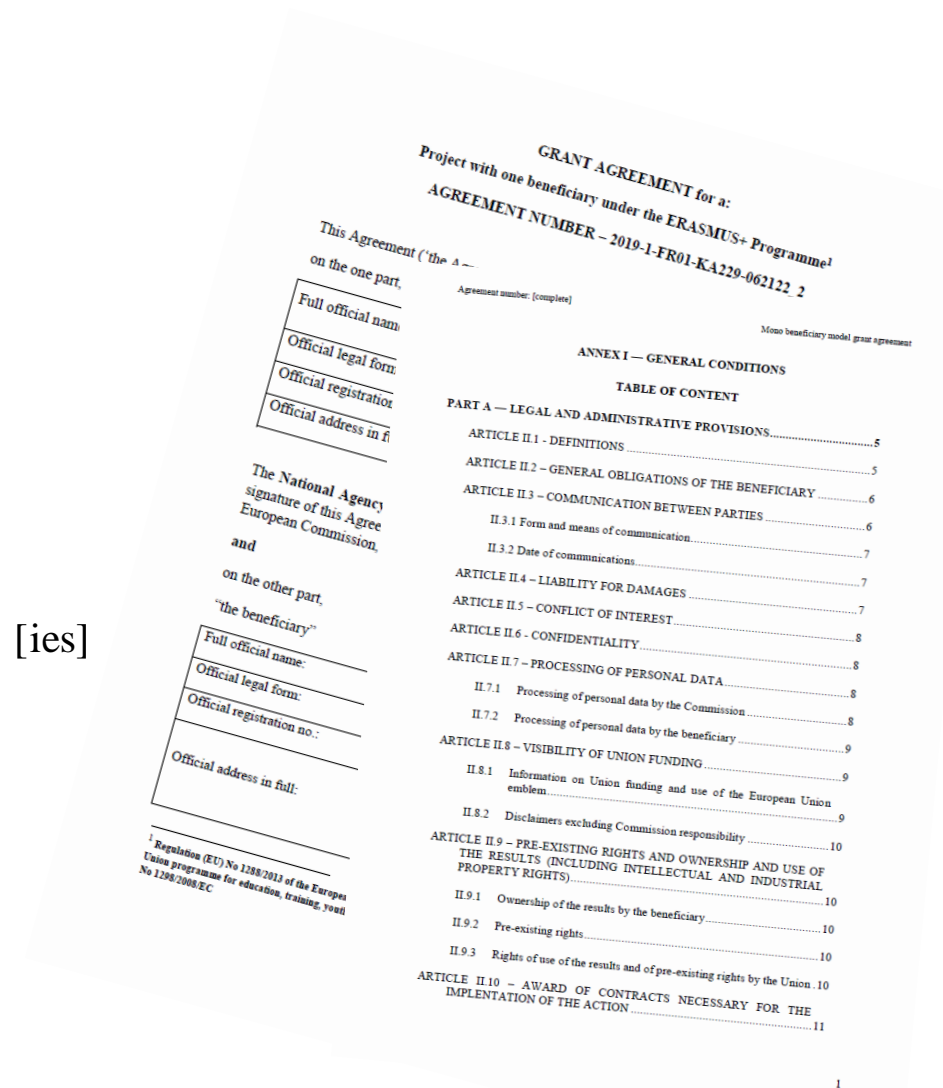 GRANT AGREEMENT for a:
Project with one beneficiary under the ERASMUS+ Programme¹
AGREEMENT NUMBER – 2019-1-FR01-KA229-062122_2
This Agreement (‘the
on the one part,
Full official nam
Official legal form
Official registration
Official address in f
The National Agency
signature of this Agree
European Commission,
and
on the other part,
“the beneficiary”
Full official name:
Official legal form:
Official registration no.:
Official address in full:
¹ Regulation (EU) No 1288/2013 of the Europea
Union programme for education, training, yout
No 1298/2008/EC
[ies]
Agreement number: [complete]
Mono beneficiary model grant agreement
ANNEX I — GENERAL CONDITIONS
TABLE OF CONTENT
PART A — LEGAL AND ADMINISTRATIVE PROVISIONS..................................5
ARTICLE II.1 - DEFINITIONS ..................................5
ARTICLE II.2 – GENERAL OBLIGATIONS OF THE BENEFICIARY ...............6
ARTICLE II.3 – COMMUNICATION BETWEEN PARTIES ...............................6
II.3.1 Form and means of communication..................................7
II.3.2 Date of communications..................................7
ARTICLE II.4 – LIABILITY FOR DAMAGES ..................................7
ARTICLE II.5 – CONFLICT OF INTEREST..................................8
ARTICLE II.6 - CONFIDENTIALITY..................................8
ARTICLE II.7 – PROCESSING OF PERSONAL DATA..................................8
II.7.1 Processing of personal data by the Commission ..................................8
II.7.2 Processing of personal data by the beneficiary ..................................9
ARTICLE II.8 – VISIBILITY OF UNION FUNDING ..................................9
II.8.1 Information on Union funding and use of the European Union
emblem..................................9
II.8.2 Disclaimers excluding Commission responsibility ..........................10
ARTICLE II.9 – PRE-EXISTING RIGHTS AND OWNERSHIP AND USE OF
THE RESULTS (INCLUDING INTELLECTUAL AND INDUSTRIAL
PROPERTY RIGHTS)..................................10
II.9.1 Ownership of the results by the beneficiary..................................10
II.9.2 Pre-existing rights..................................10
II.9.3 Rights of use of the results and of pre-existing rights by the Union .10
ARTICLE II.10 – AWARD OF CONTRACTS NECESSARY FOR THE
IMPLENTATION OF THE ACTION ..................................11
1